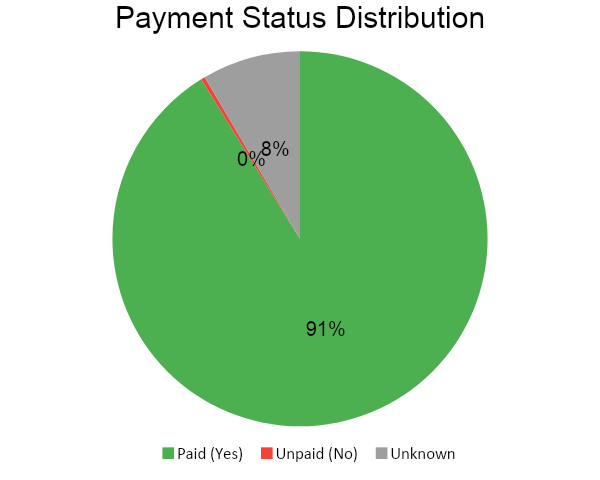 Payment Status Distribution
8%
0%
91%
Paid (Yes) Unpaid (No) Unknown